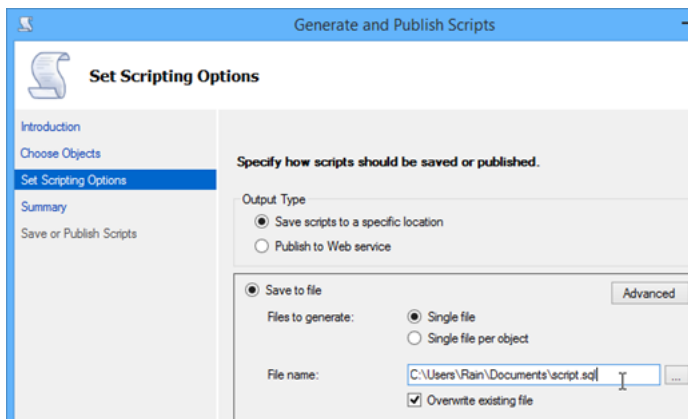 Generate and Publish Scripts
Set Scripting Options
Introduction
Choose Objects
Set Scripting Options
Summary
Save or Publish Scripts
Specify how scripts should be saved or published.
Output Type
Save scripts to a specific location
Publish to Web service
Save to file
Advanced
Files to generate:
Single file
Single file per object
File name:
C:\Users\Rain\Documents\script.sql
...
Overwrite existing file